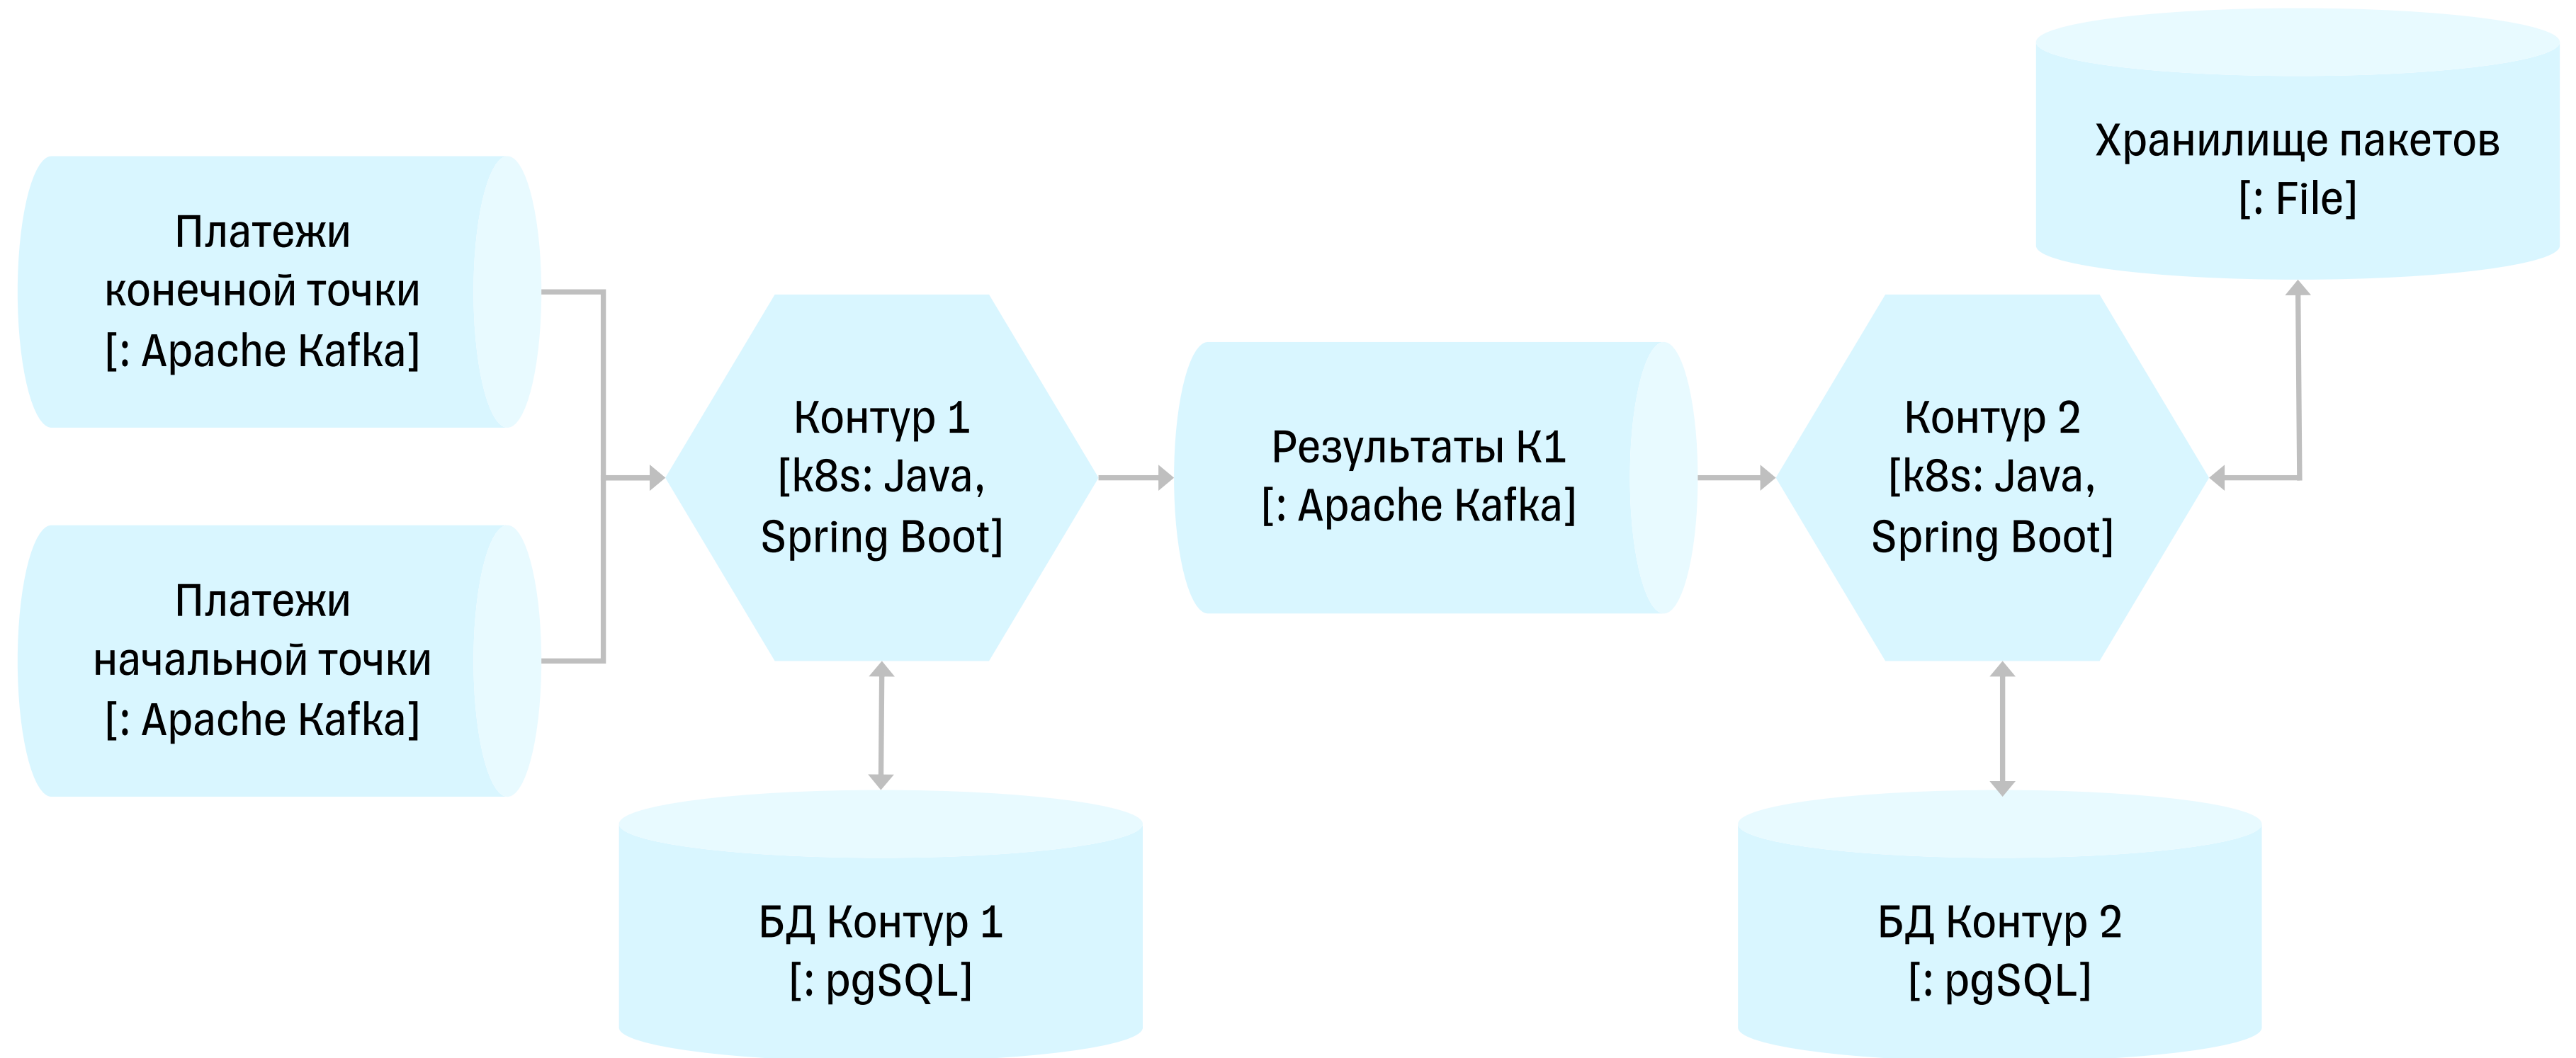 Платежи
конечной точки
[: Apache Kafka]
Платежи
начальной точки
[: Apache Kafka]
Контур 1
[k8s: Java,
Spring Boot]
БД Контур 1
[: pgSQL]
Результаты К1
[: Apache Kafka]
Контур 2
[k8s: Java,
Spring Boot]
БД Контур 2
[: pgSQL]
Хранилище пакетов
[: File]